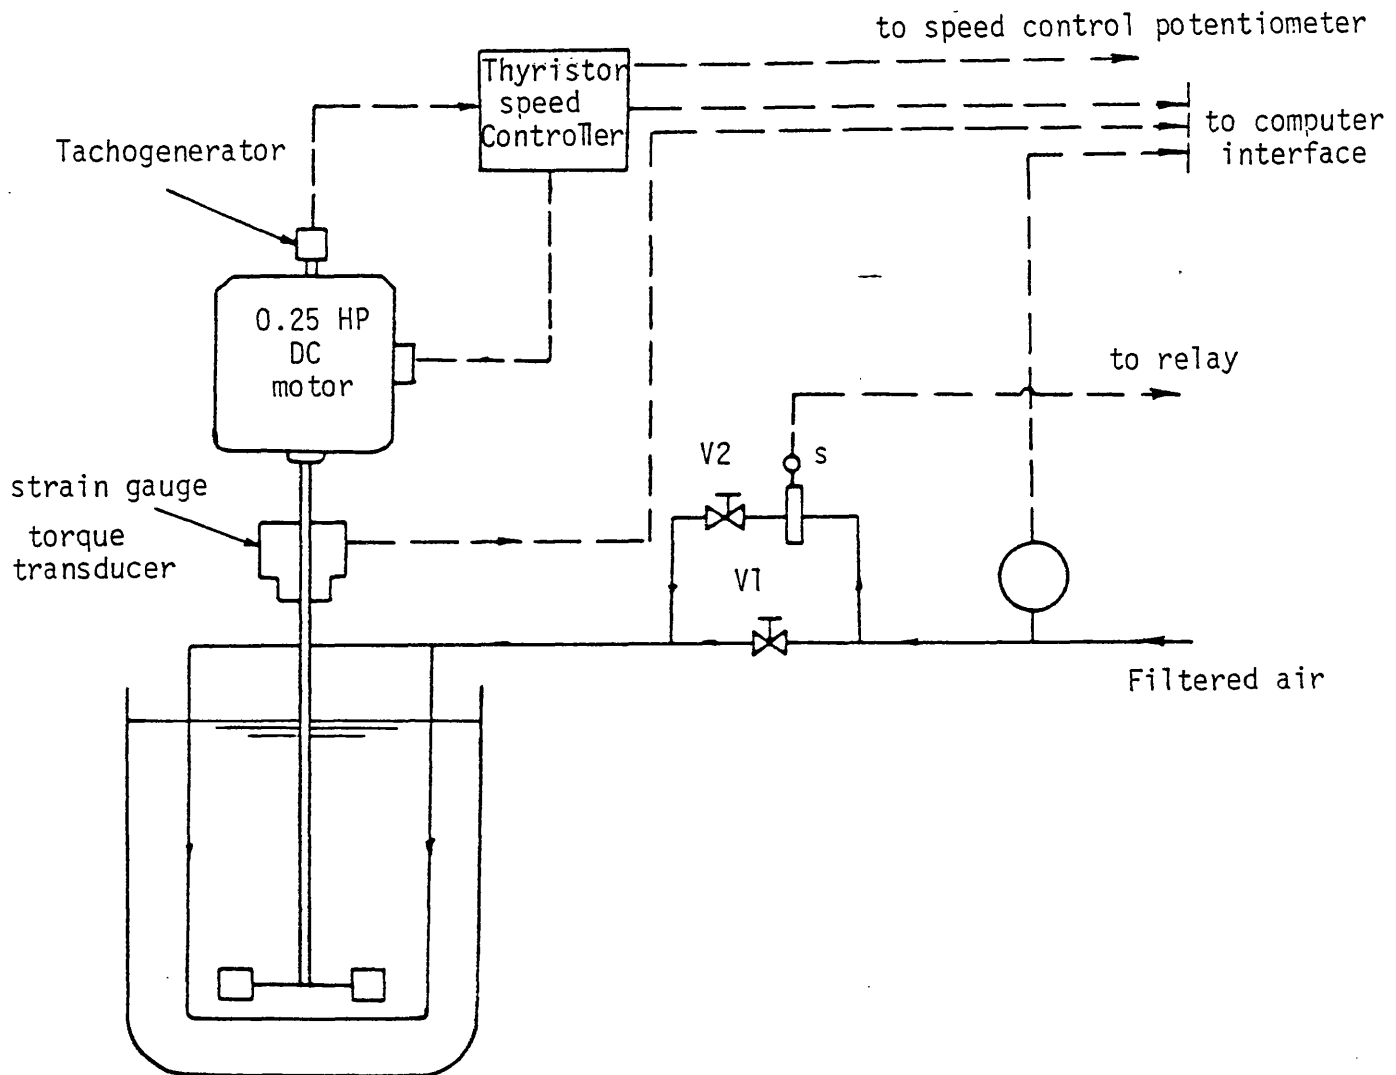 to speed control potentiometer
Thyristor
speed
Controller
to computer
interface
Tachogenerator
0.25 HP
DC
motor
to relay
V2
s
strain gauge
torque
transducer
V1
Filtered air